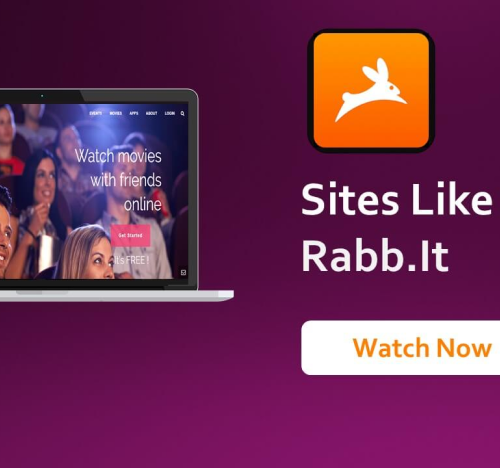 EVENTS MOVIES APPS ABOUT LOGIN
Watch movies
with friends
online
Get Started
It's FREE !
Sites Like
Rabb.It
Watch Now